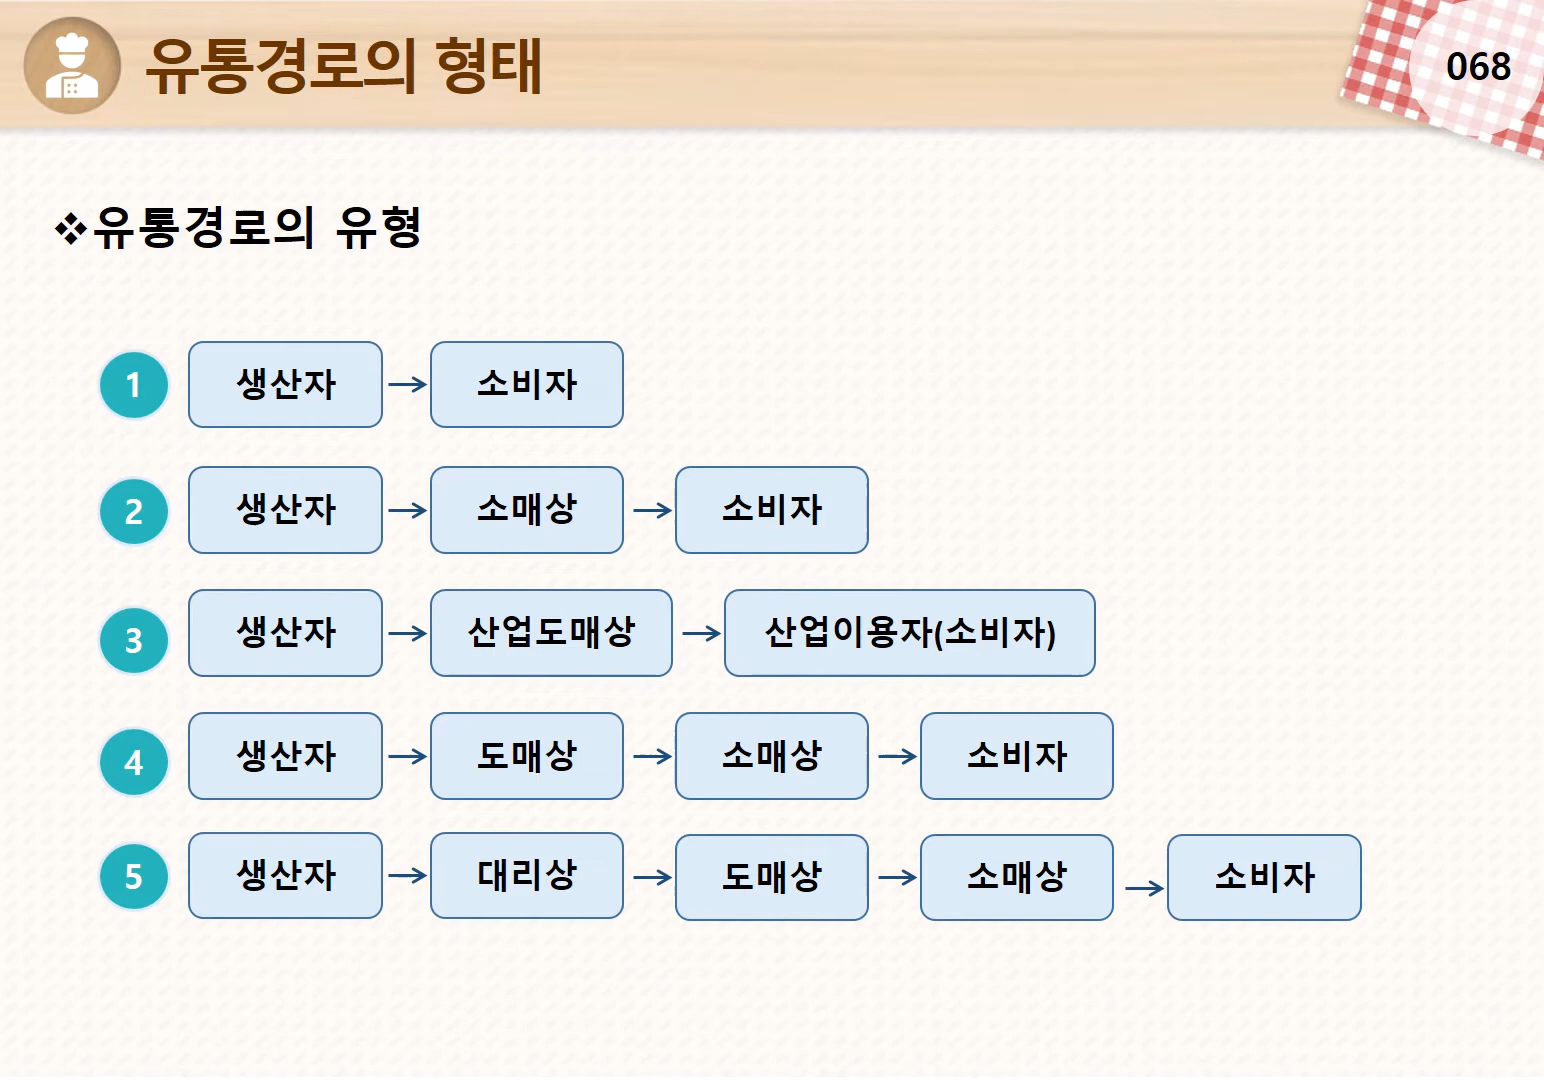 유통경로의 형태
068
❖유통경로의 유형
1 생산자 → 소비자
2 생산자 → 소매상 → 소비자
3 생산자 → 산업도매상 → 산업이용자(소비자)
4 생산자 → 도매상 → 소매상 → 소비자
5 생산자 → 대리상 → 도매상 → 소매상 → 소비자